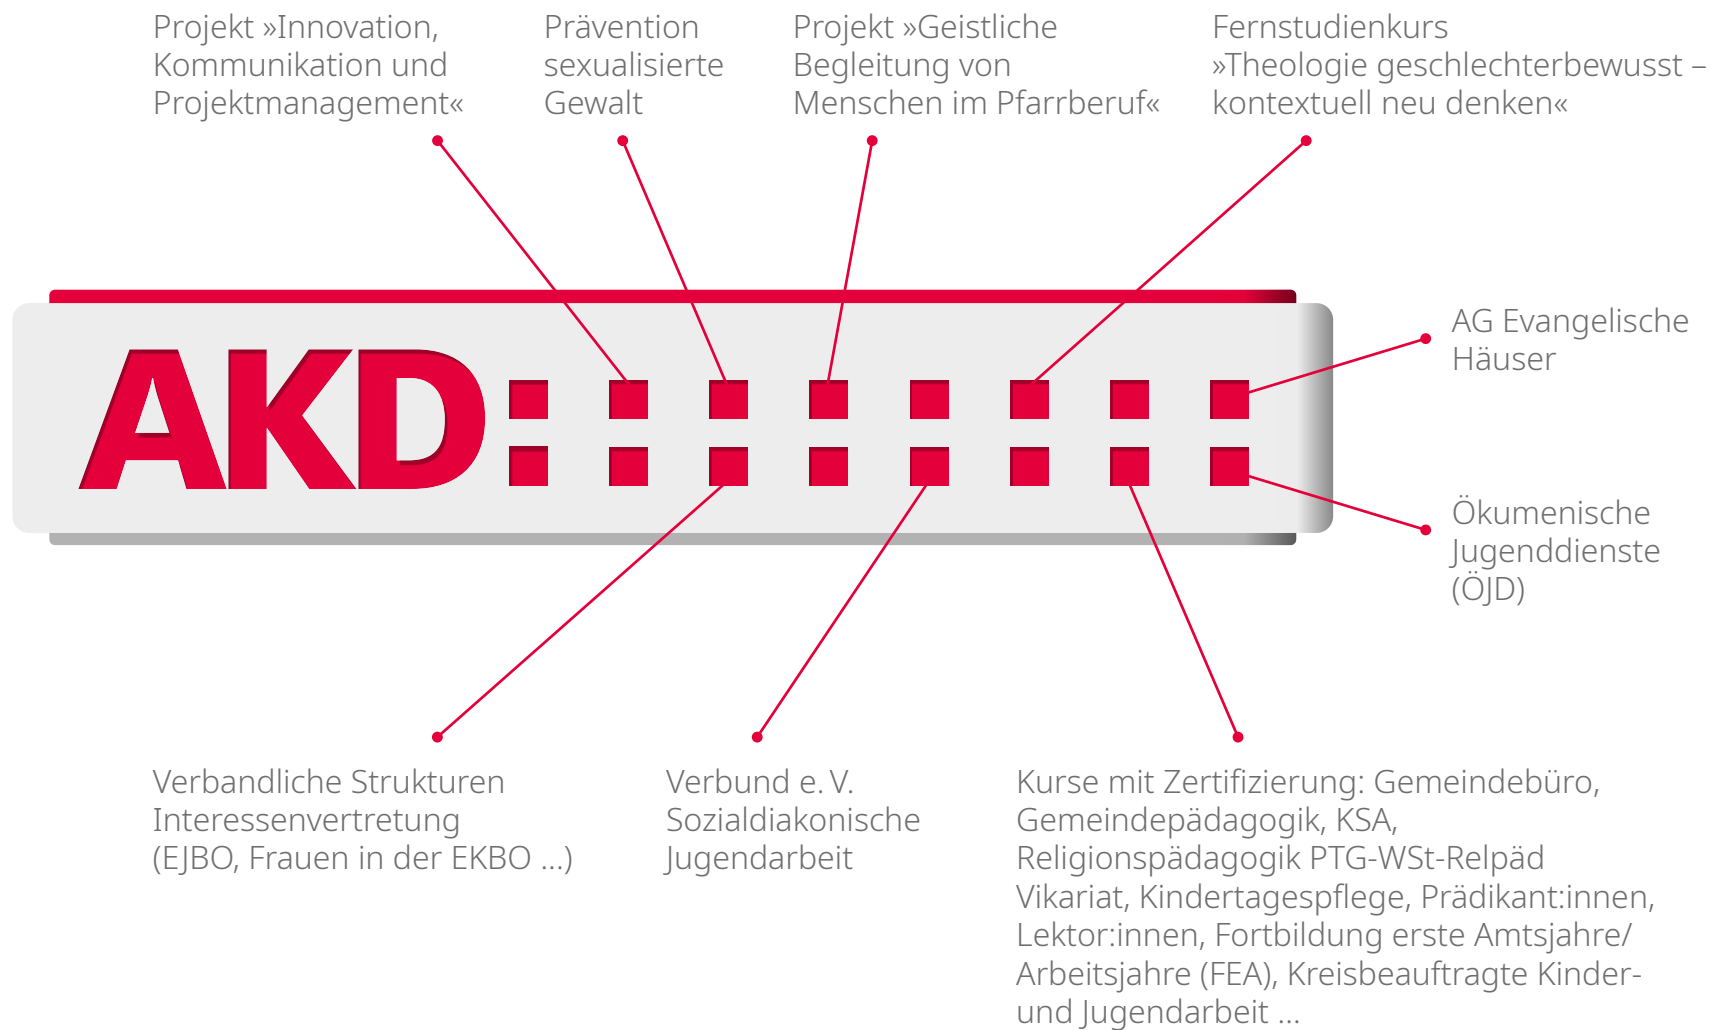 Projekt »Innovation,
Kommunikation und
Projektmanagement«
Prävention
sexualisierte
Gewalt
Projekt »Geistliche
Begleitung von
Menschen im Pfarrberuf«
Fernstudienkurs
»Theologie geschlechterbewusst –
kontextuell neu denken«
AKD
AG Evangelische
Häuser
Ökumenische
Jugenddienste
(ÖJD)
Verbandliche Strukturen
Interessenvertretung
(EJBO, Frauen in der EKBO ...)
Verbund e. V.
Sozialdiakonische
Jugendarbeit
Kurse mit Zertifizierung: Gemeindebüro,
Gemeindepädagogik, KSA,
Religionspädagogik PTG-WSt-Relpäd
Vikariat, Kindertagespflege, Prädikant:innen,
Lektor:innen, Fortbildung erste Amtsjahre/
Arbeitsjahre (FEA), Kreisbeauftragte Kinder-
und Jugendarbeit ...